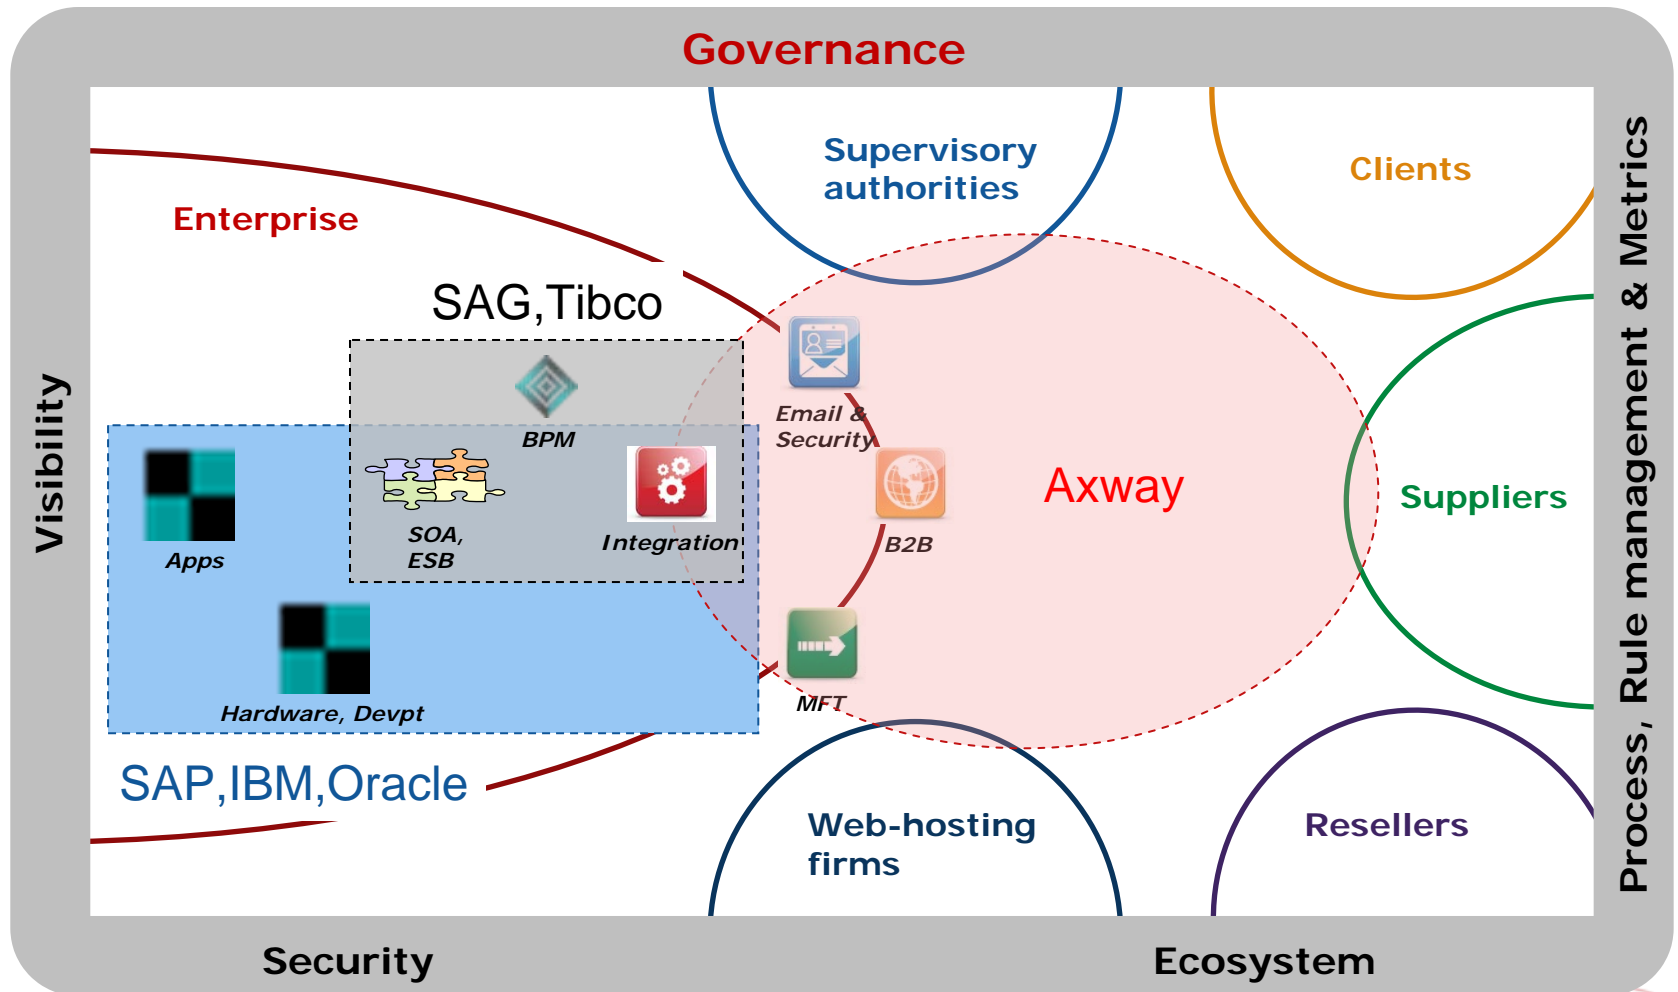 Governance
Supervisory
authorities
Clients
Enterprise
SAG,Tibco
BPM
Email &
Security
Apps
SOA,
ESB
Integration
B2B
Axway
Suppliers
Hardware, Devpt
MFT
SAP,IBM,Oracle
Web-hosting
firms
Resellers
Visibility
Process, Rule management & Metrics
Security
Ecosystem